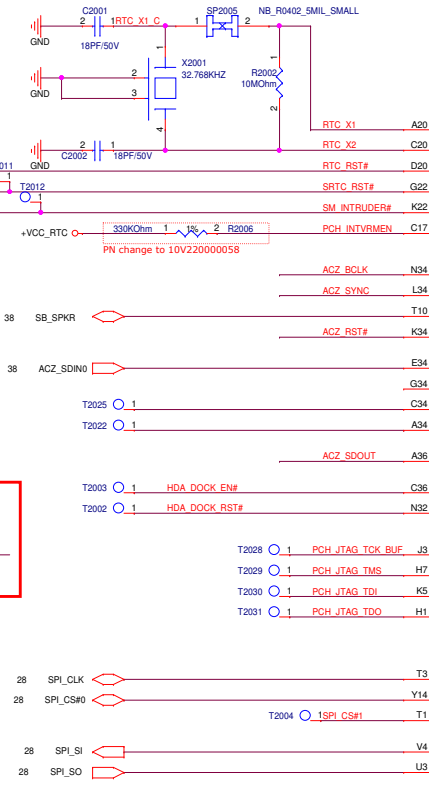 C2001 SP2005 NB_R0402_5MIL_SMALL
2 1 RTC_X1_C 1 2
GND 18PF/50V
1 X2001 1
32.768KHZ R2002
2 10MOhm
GND 3 2
4 RTC_X1 A20
2 1 RTC_X2 C20
GND C2002 18PF/50V RTC_RST# D20
011
1 T2012 SRTC_RST# G22
1 SM_INTRUDER# K22
+VCC_RTC 330KOhm 1 1% 2 R2006 PCH_INTVRMEN C17
PN change to 10V220000058
ACZ_BCLK N34
ACZ_SYNC L34
38 SB_SPKR T10
ACZ_RST# K34
38 ACZ_SDIN0 E34
G34
T2025 1 C34
T2022 1 A34
ACZ_SDOUT A36
T2003 1 HDA_DOCK_EN# C36
T2002 1 HDA_DOCK_RST# N32
T2028 1 PCH_JTAG_TCK_BUF J3
T2029 1 PCH_JTAG_TMS H7
T2030 1 PCH_JTAG_TDI K5
T2031 1 PCH_JTAG_TDO H1
28 SPI_CLK T3
28 SPI_CS#0 Y14
T2004 1 SPI_CS#1 T1
28 SPI_SI V4
28 SPI_SO U3